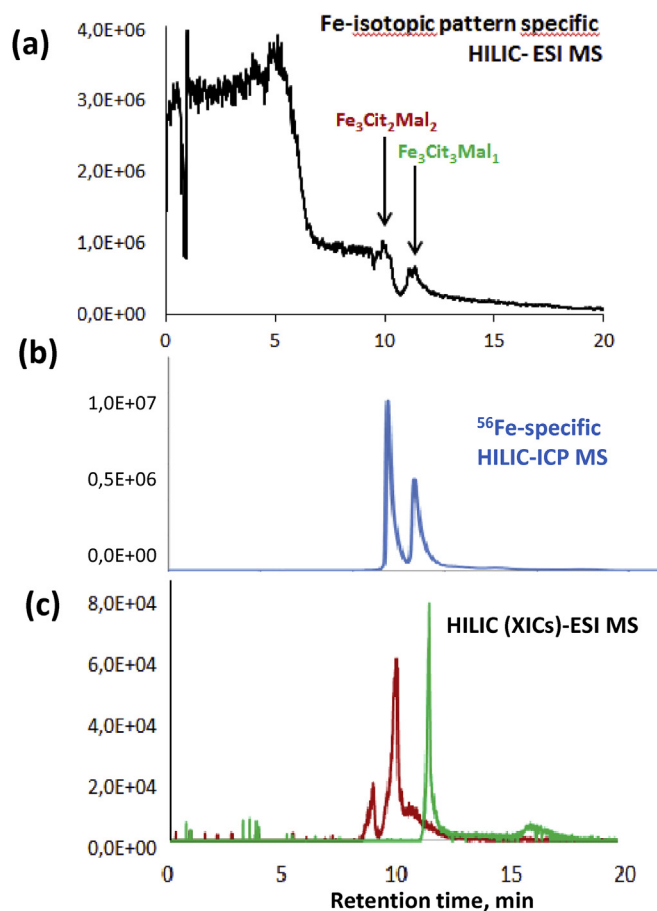 (a)
Fe-isotopic pattern specific
HILIC- ESI MS
4,0E+06
3,0E+06
2,0E+06
1,0E+06
0,0E+00
Fe₃Cit₂Mal₂
Fe₃Cit₃Mal₁
0 5 10 15 20
(b)
1,0E+07
0,5E+06
0,0E+00
⁵⁶Fe-specific
HILIC-ICP MS
(c)
8,0E+04
6,0E+04
4,0E+04
2,0E+04
0,0E+00
HILIC (XICs)-ESI MS
0 5 10 15 20
Retention time, min